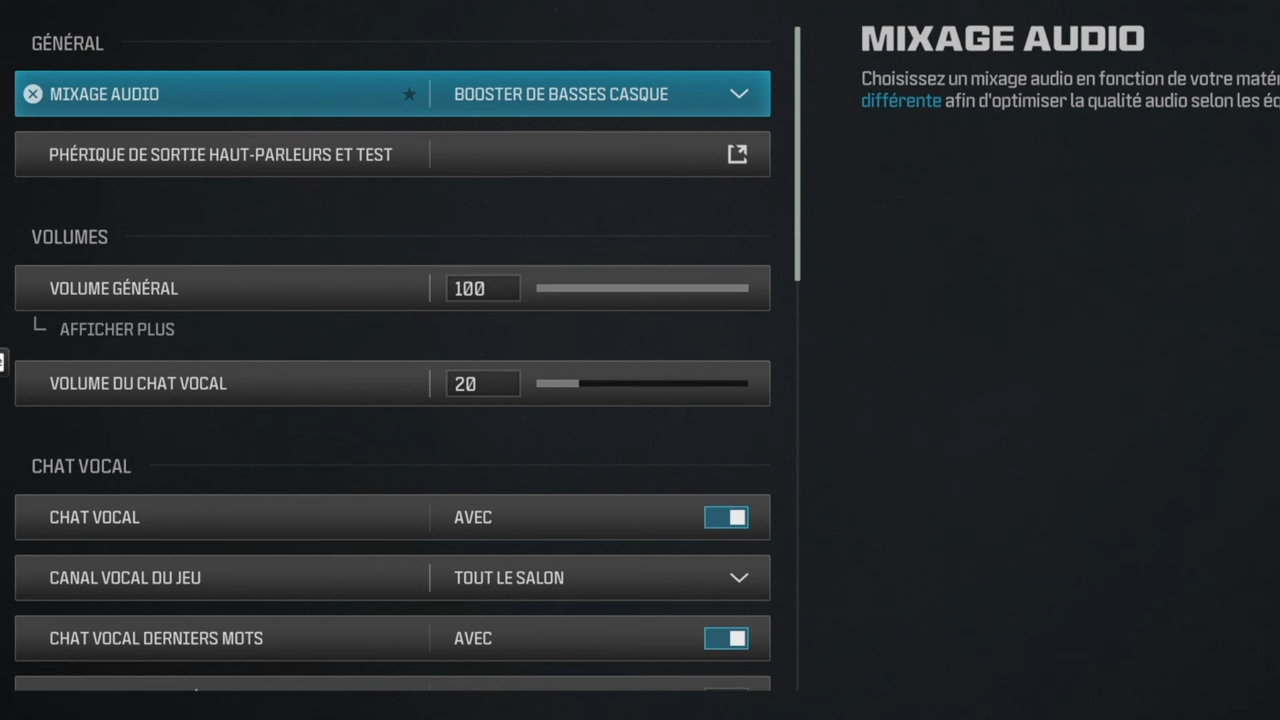 GÉNÉRAL
MIXAGE AUDIO
BOOSTER DE BASSES CASQUE
PHÉRIQUE DE SORTIE HAUT-PARLEURS ET TEST
VOLUMES
VOLUME GÉNÉRAL
100
AFFICHER PLUS
VOLUME DU CHAT VOCAL
20
CHAT VOCAL
CHAT VOCAL
AVEC
CANAL VOCAL DU JEU
TOUT LE SALON
CHAT VOCAL DERNIERS MOTS
AVEC
MIXAGE AUDIO
Choisissez un mixage audio en fonction de votre maté
différente afin d'optimiser la qualité audio selon les